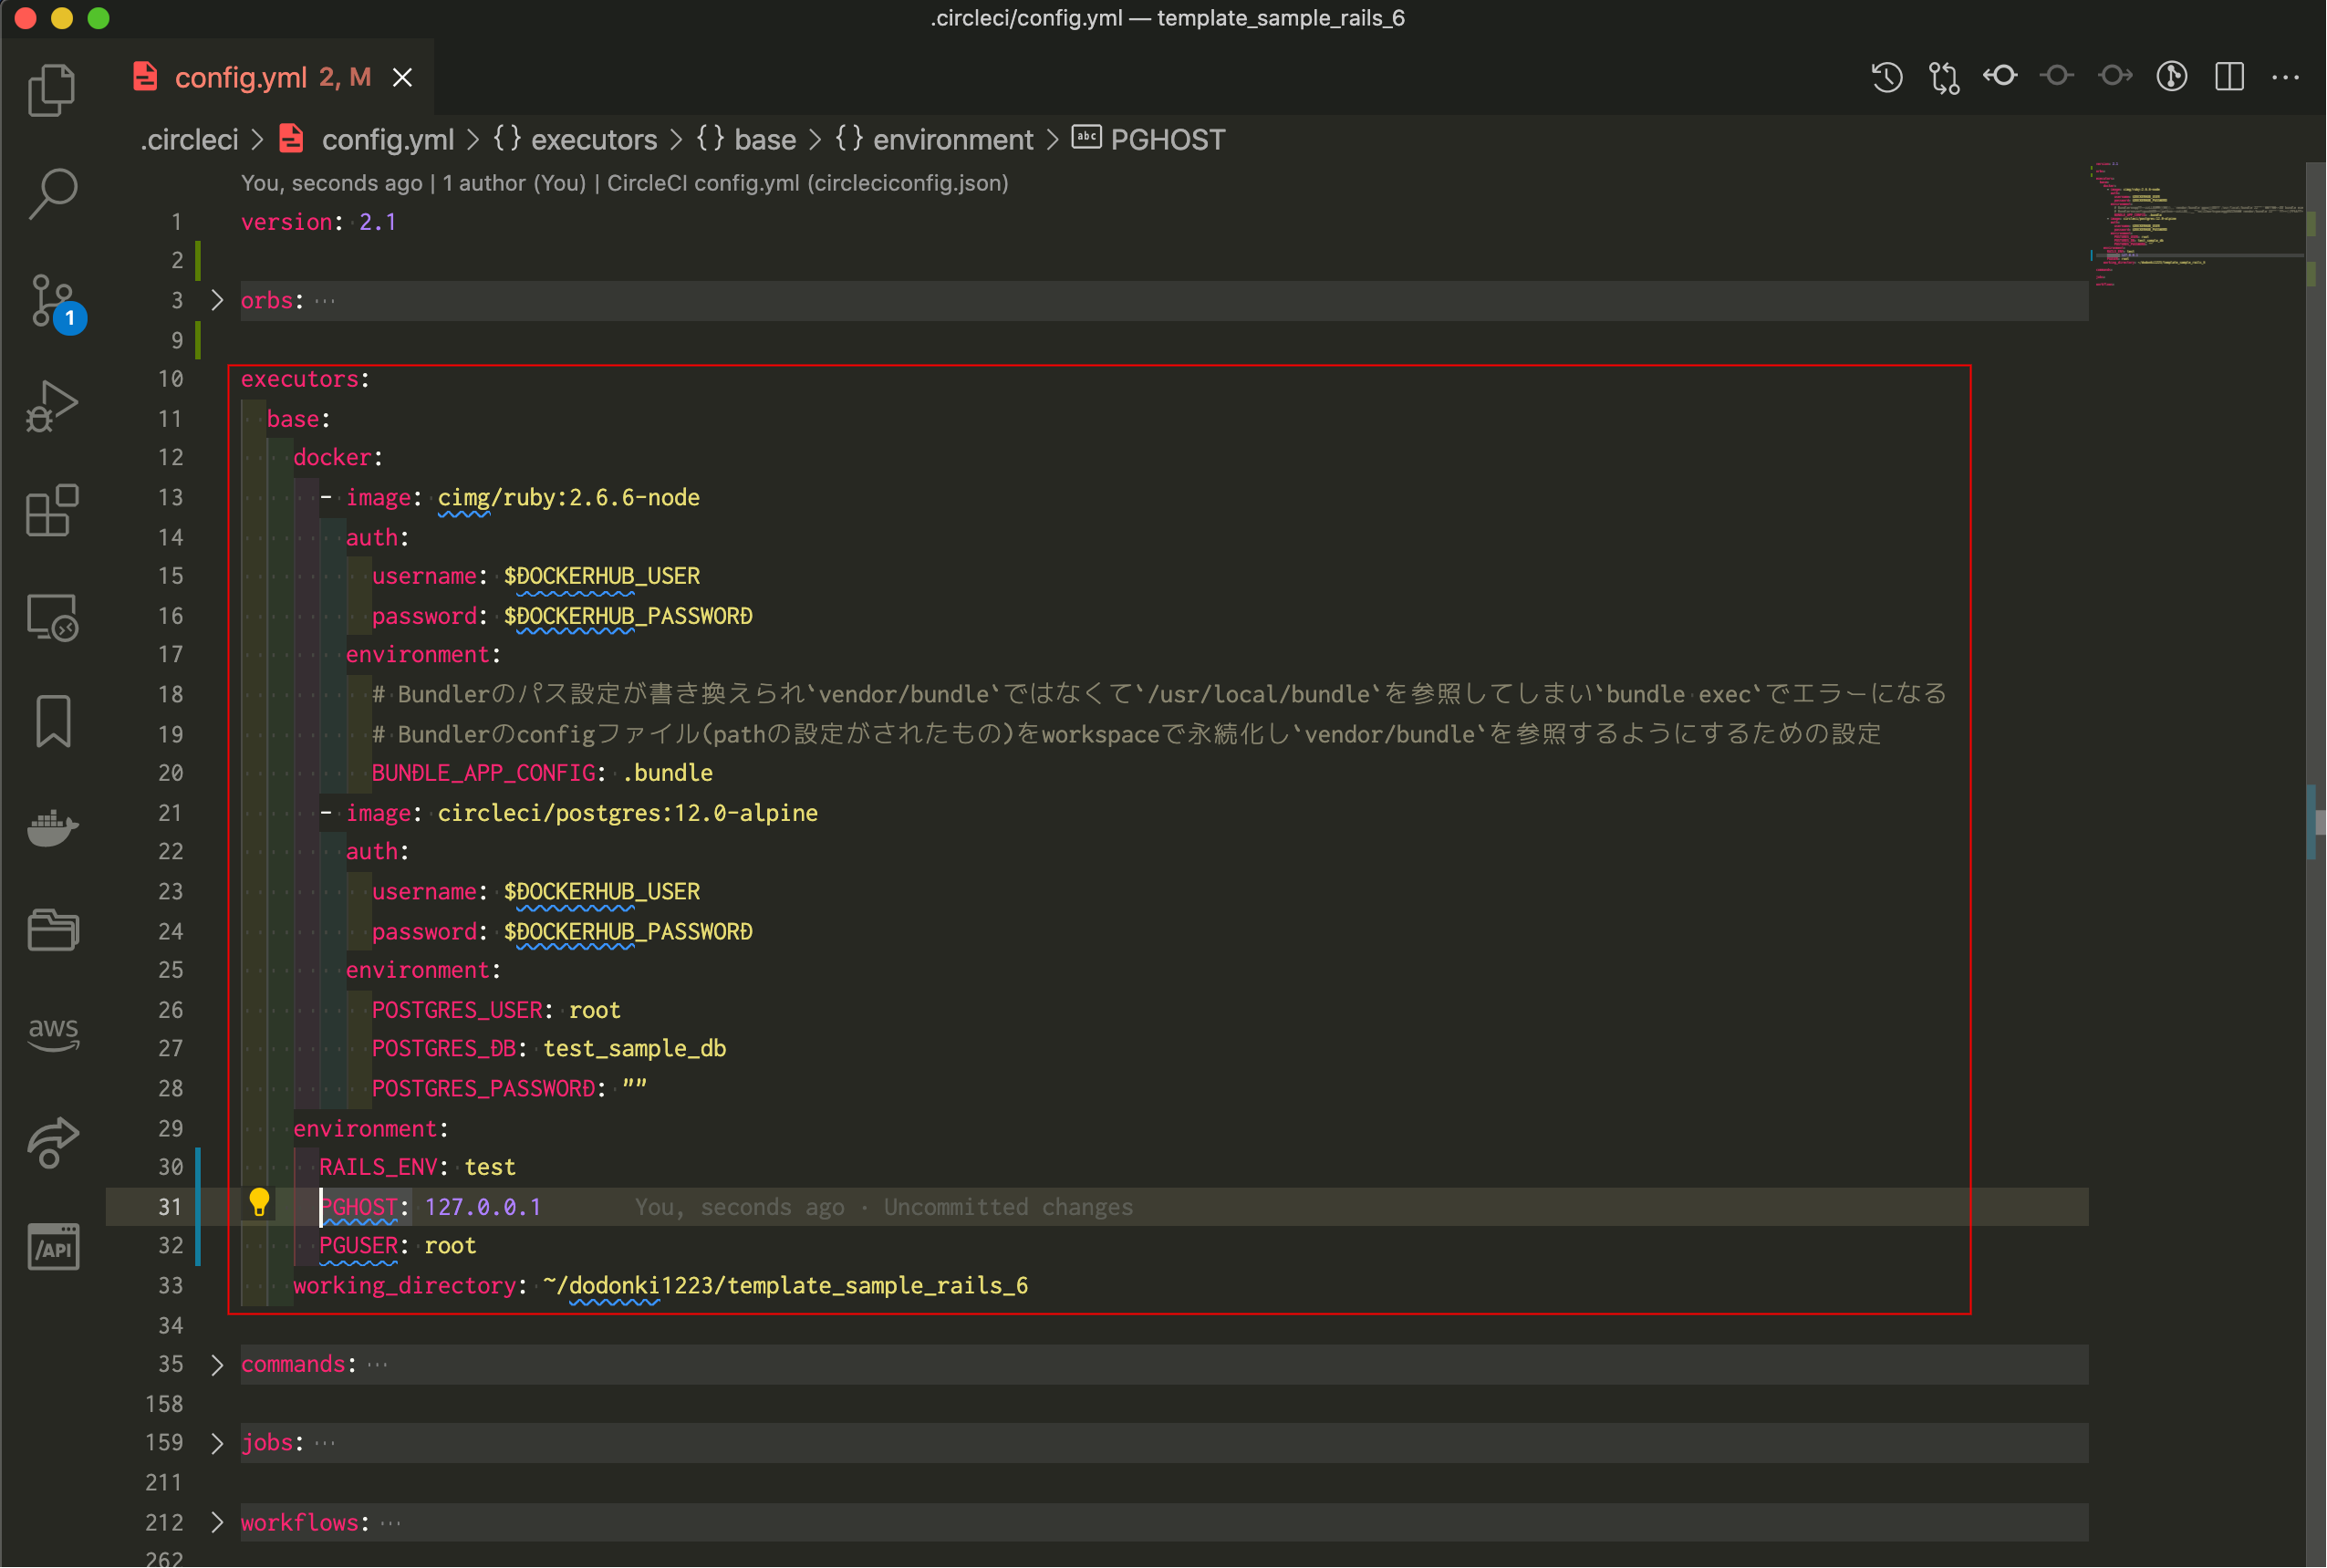 .circleci/config.yml — template_sample_rails_6
config.yml 2, M
.circleci > config.yml > {} executors > {} base > {} environment > abc PGHOST
You, seconds ago | 1 author (You) | CircleCI config.yml (circleciconfig.json)
1 version: 2.1
2
3 > orbs: ···
9
10 executors:
11 base:
12 docker:
13 - image: cimg/ruby:2.6.6-node
14 auth:
15 username: $DOCKERHUB_USER
16 password: $DOCKERHUB_PASSWORD
17 environment:
18 # Bundlerのパス設定が書き換えられ`vendor/bundle`ではなくて`/usr/local/bundle`を参照してしまい`bundle exec`でエラーになる
19 # Bundlerのconfigファイル(pathの設定がされたもの)をworkspaceで永続化し`vendor/bundle`を参照するようにするための設定
20 BUNDLE_APP_CONFIG: .bundle
21 - image: circleci/postgres:12.0-alpine
22 auth:
23 username: $DOCKERHUB_USER
24 password: $DOCKERHUB_PASSWORD
25 environment:
26 POSTGRES_USER: root
27 POSTGRES_DB: test_sample_db
28 POSTGRES_PASSWORD: ""
29 environment:
30 RAILS_ENV: test
31 PGHOST: 127.0.0.1 You, seconds ago · Uncommitted changes
32 PGUSER: root
33 working_directory: ~/dodonki1223/template_sample_rails_6
34
35 > commands: ···
158
159 > jobs: ···
211
212 > workflows: ···
262
1
aws
/API